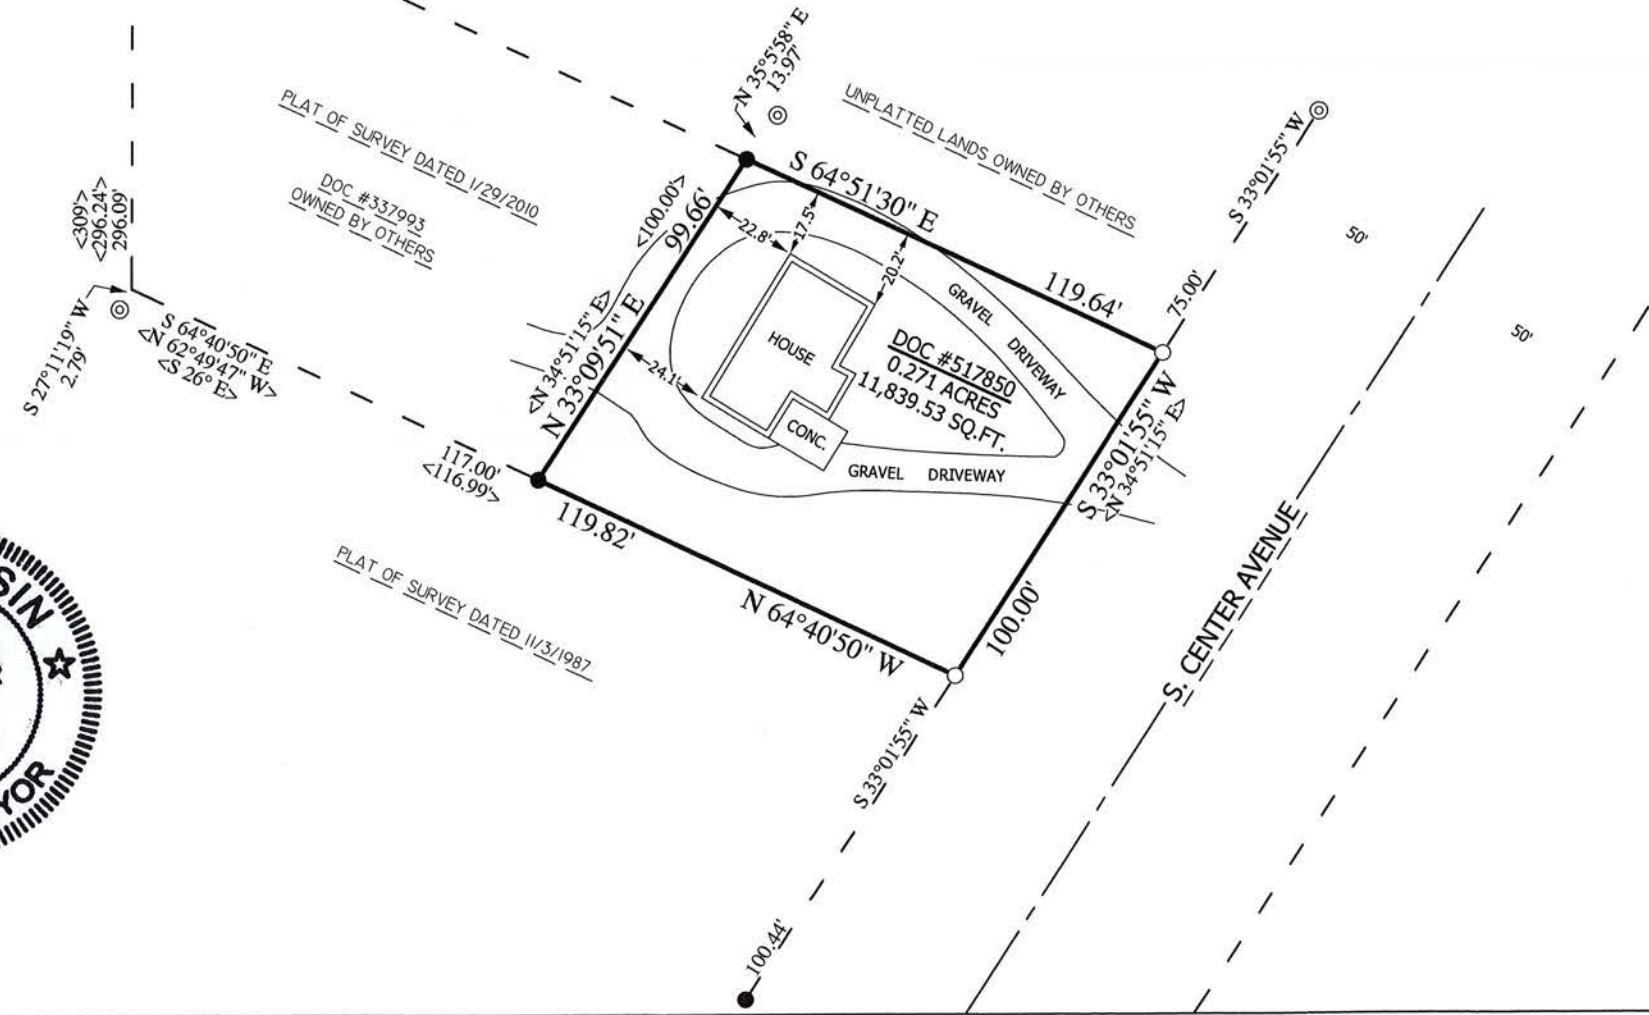 N 35°5'58" E
13.97'
UNPLATTED LANDS OWNED BY OTHERS
S 33°01'55" W
PLAT OF SURVEY DATED 1/29/2010
DOC #337993
OWNED BY OTHERS
<309'>
<296.24'>
296.09'
S 27°11'19" W
2.79'
S 64°40'50" E
<N 62°49'47" W>
<S 26° E>
117.00'
<116.99'>
<100.00'>
99.66'
<N 34°51'15" E>
N 33°09'51" E
S 64°51'30" E
119.64'
75.00'
50'
50'
22.8'
17.5'
20.2'
24.1'
HOUSE
CONC.
GRAVEL DRIVEWAY
DOC #517850
0.271 ACRES
11,839.53 SQ.FT.
GRAVEL DRIVEWAY
S 33°01'55" W
<N 34°51'15" E>
100.00'
119.82'
N 64°40'50" W
PLAT OF SURVEY DATED 11/3/1987
S. CENTER AVENUE
S 33°01'55" W
100.44'
SIN
YOR